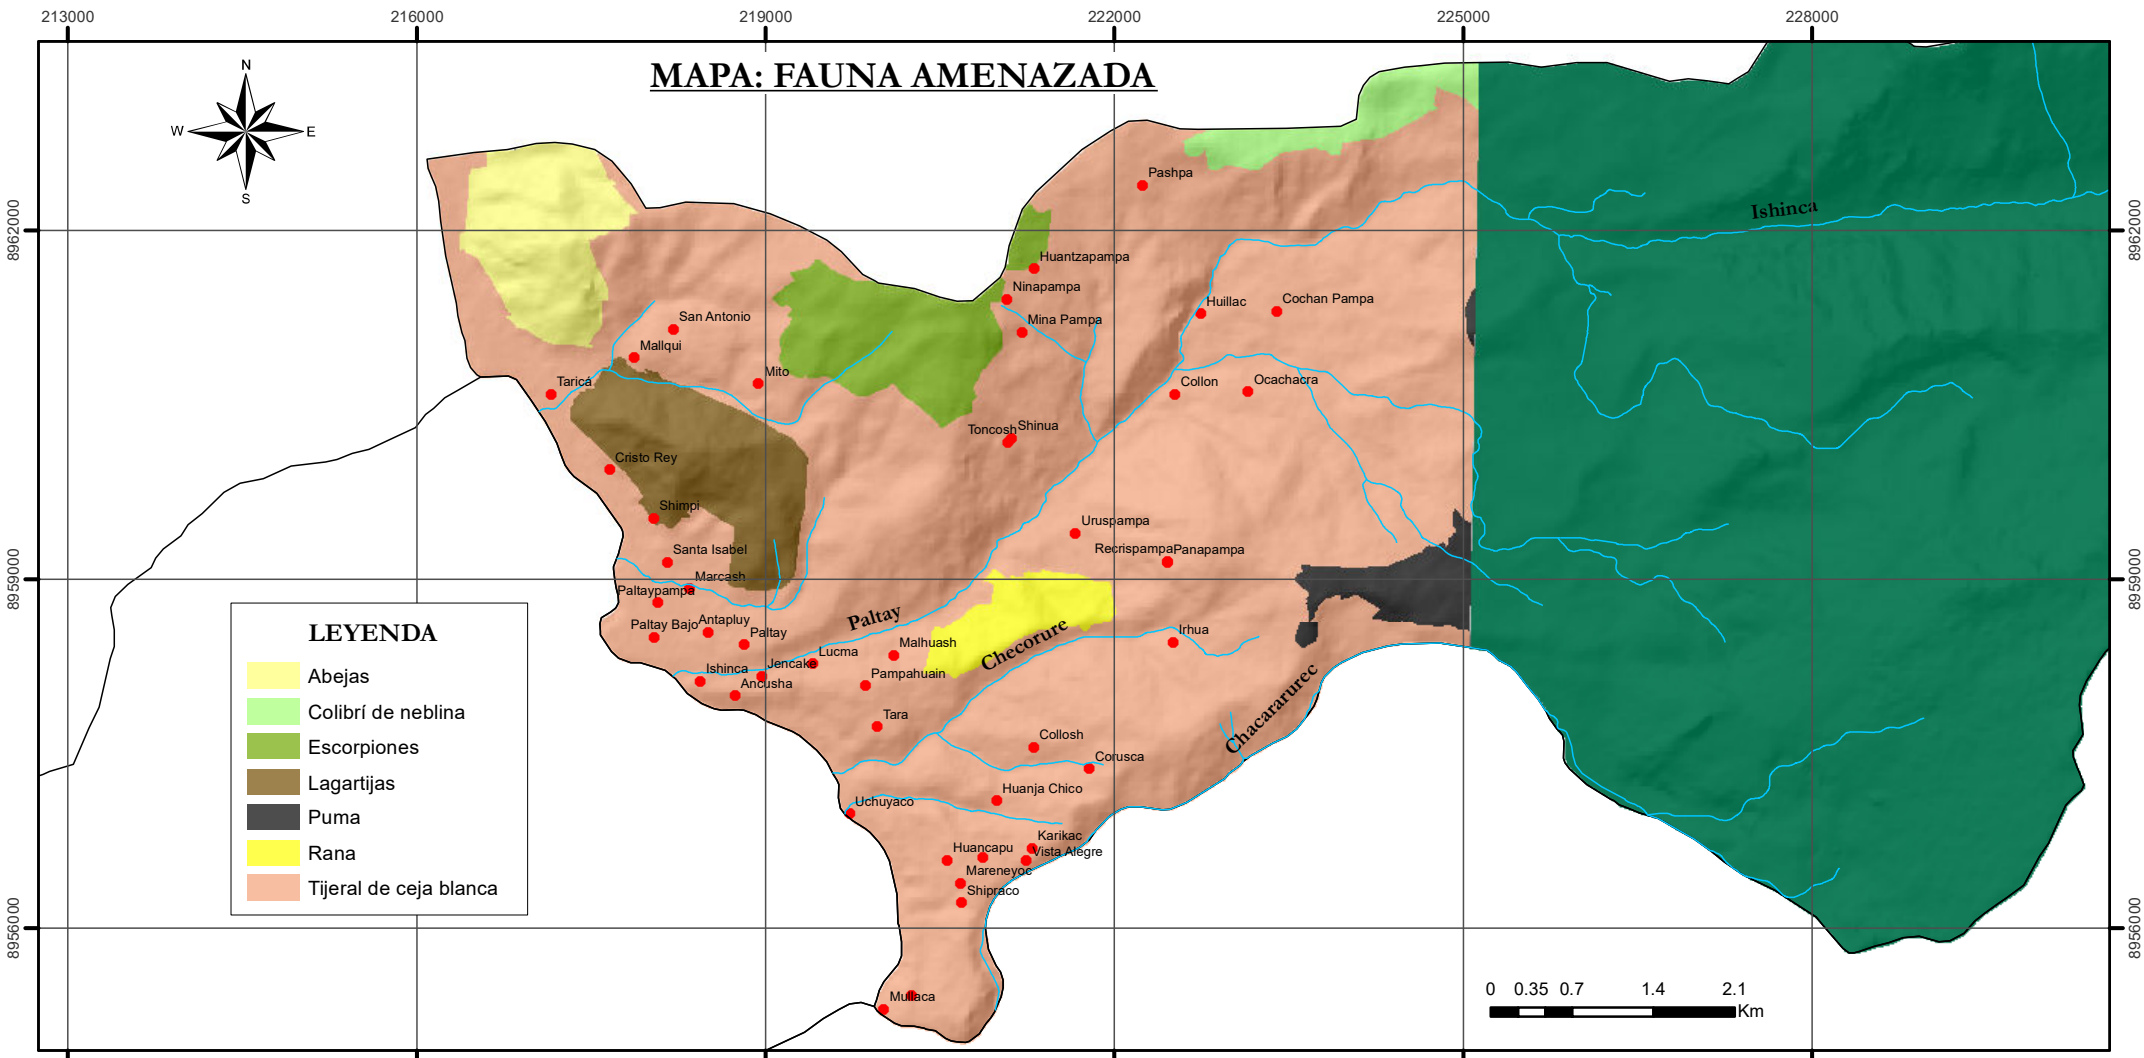 213000
216000
219000
222000
225000
228000
MAPA: FAUNA AMENAZADA
N
W
E
S
8962000
8962000
Pashpa
Ishinca
Huantzapampa
Ninapampa
Mina Pampa
Huillac
Cochan Pampa
San Antonio
Mallqui
Mito
Taricá
Collon
Ocachacra
Toncosh
Shinua
Cristo Rey
Shimpi
Uruspampa
Recrispampa
Panapampa
Santa Isabel
Marcash
8959000
8959000
Paltaypampa
Paltay
Paltay Bajo
Antapluy
Paltay
Malhuash
Lucma
Checorure
Irhua
Ishinca
Jencake
Ancusha
Pampahuain
Tara
Chacararurec
Collosh
Corusca
Huanja Chico
Uchuyaco
Karikac
Huancapu
Vista Alegre
Mareneyoc
Shipraco
Mullaca
LEYENDA
Abejas
Colibrí de neblina
Escorpiones
Lagartijas
Puma
Rana
Tijeral de ceja blanca
8956000
8956000
0 0.35 0.7 1.4 2.1
Km